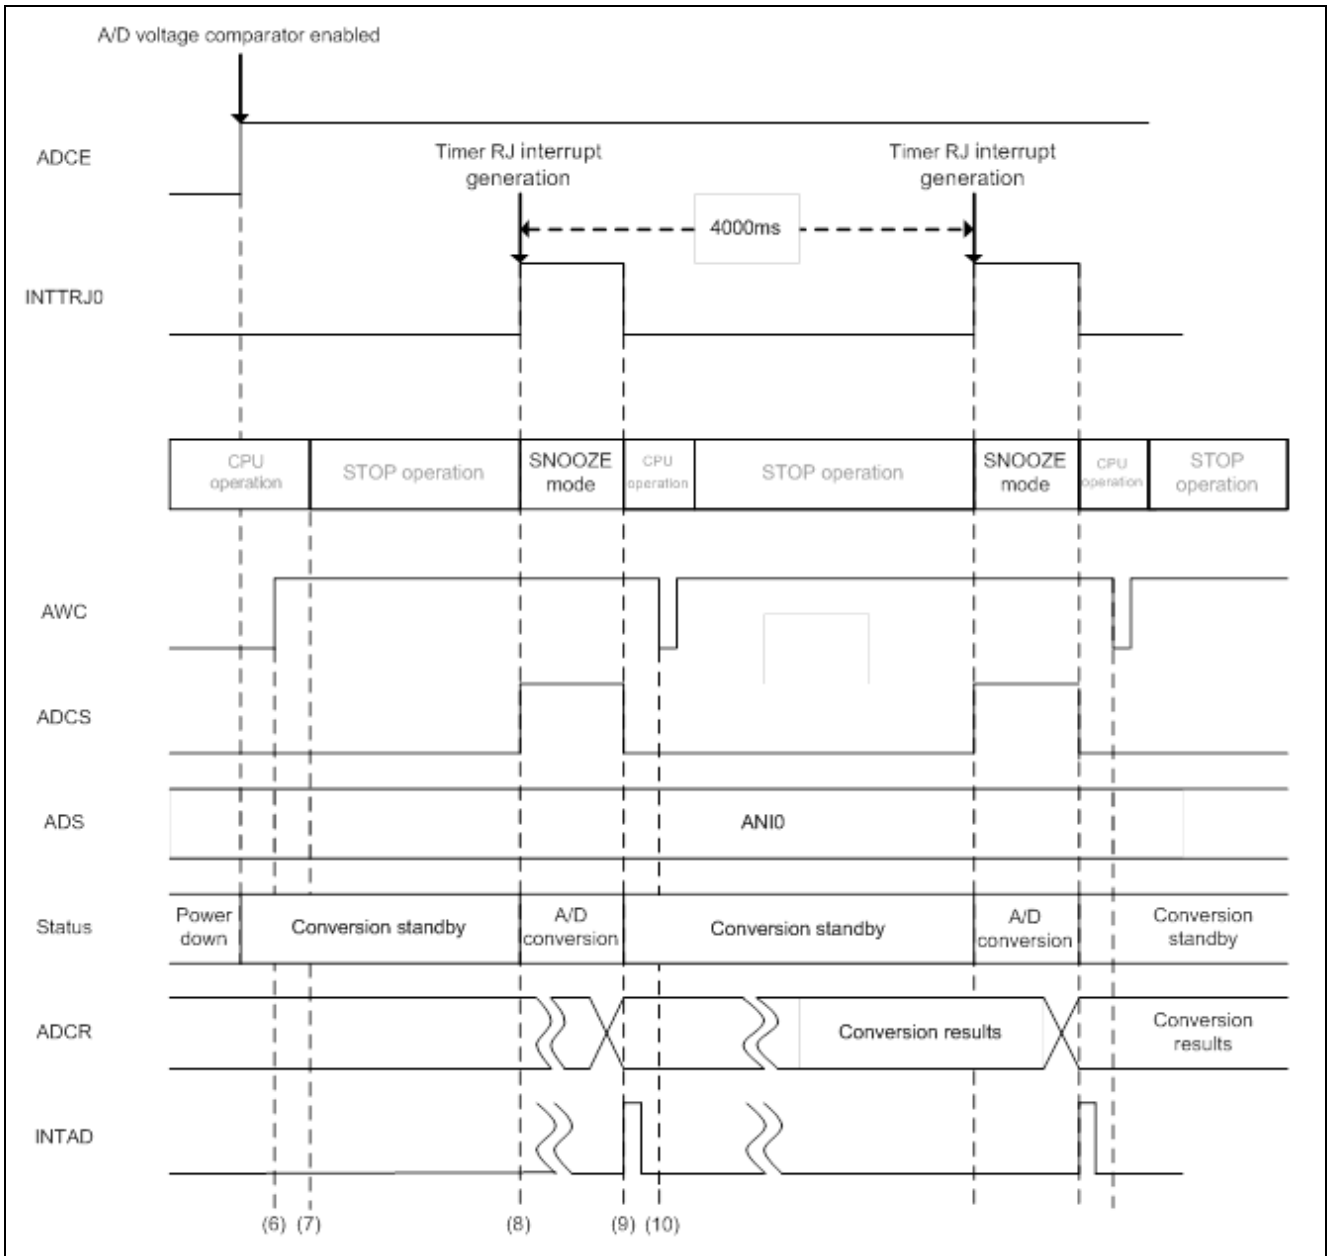 A/D voltage comparator enabled
ADCE
Timer RJ interrupt
generation
Timer RJ interrupt
generation
4000ms
INTTRJ0
CPU
operation
STOP operation
SNOOZE
mode
CPU
operation
STOP operation
SNOOZE
mode
CPU
operation
STOP
operation
AWC
ADCS
ADS
ANI0
Status
Power
down
Conversion standby
A/D
conversion
Conversion standby
A/D
conversion
Conversion
standby
ADCR
Conversion results
Conversion
results
INTAD
(6) (7) (8) (9) (10)